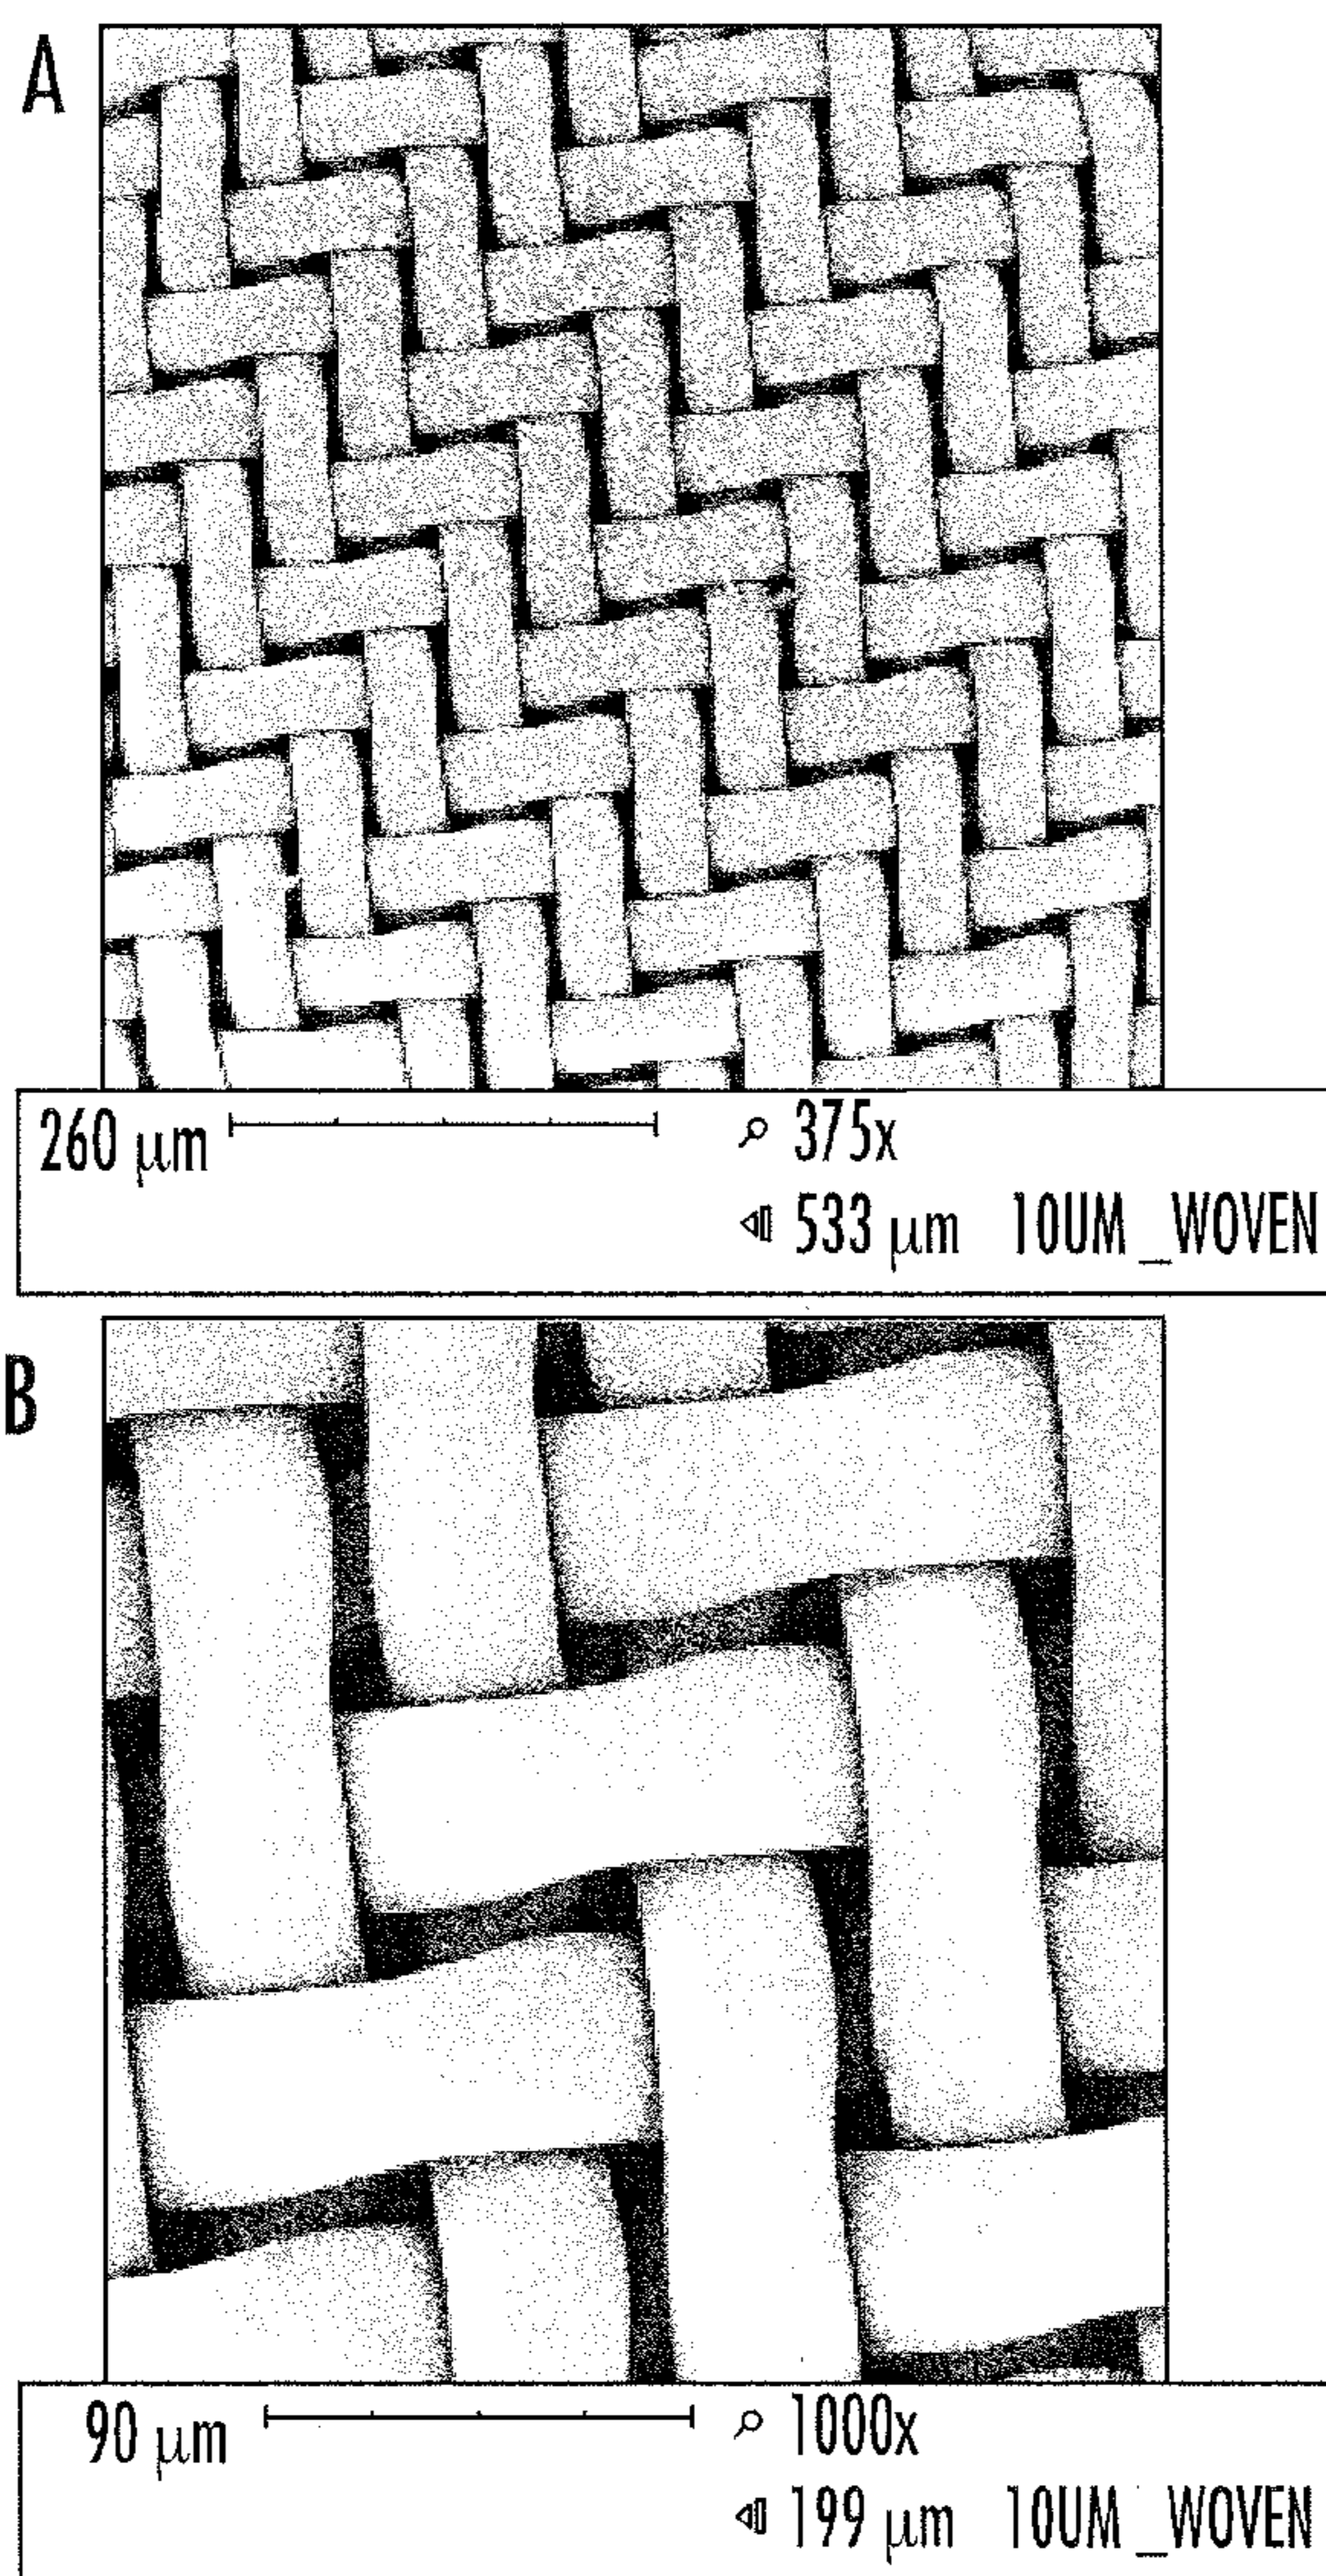 A
260 μm
375x
533 μm 10UM_WOVEN
B
90 μm
1000x
199 μm 10UM_WOVEN